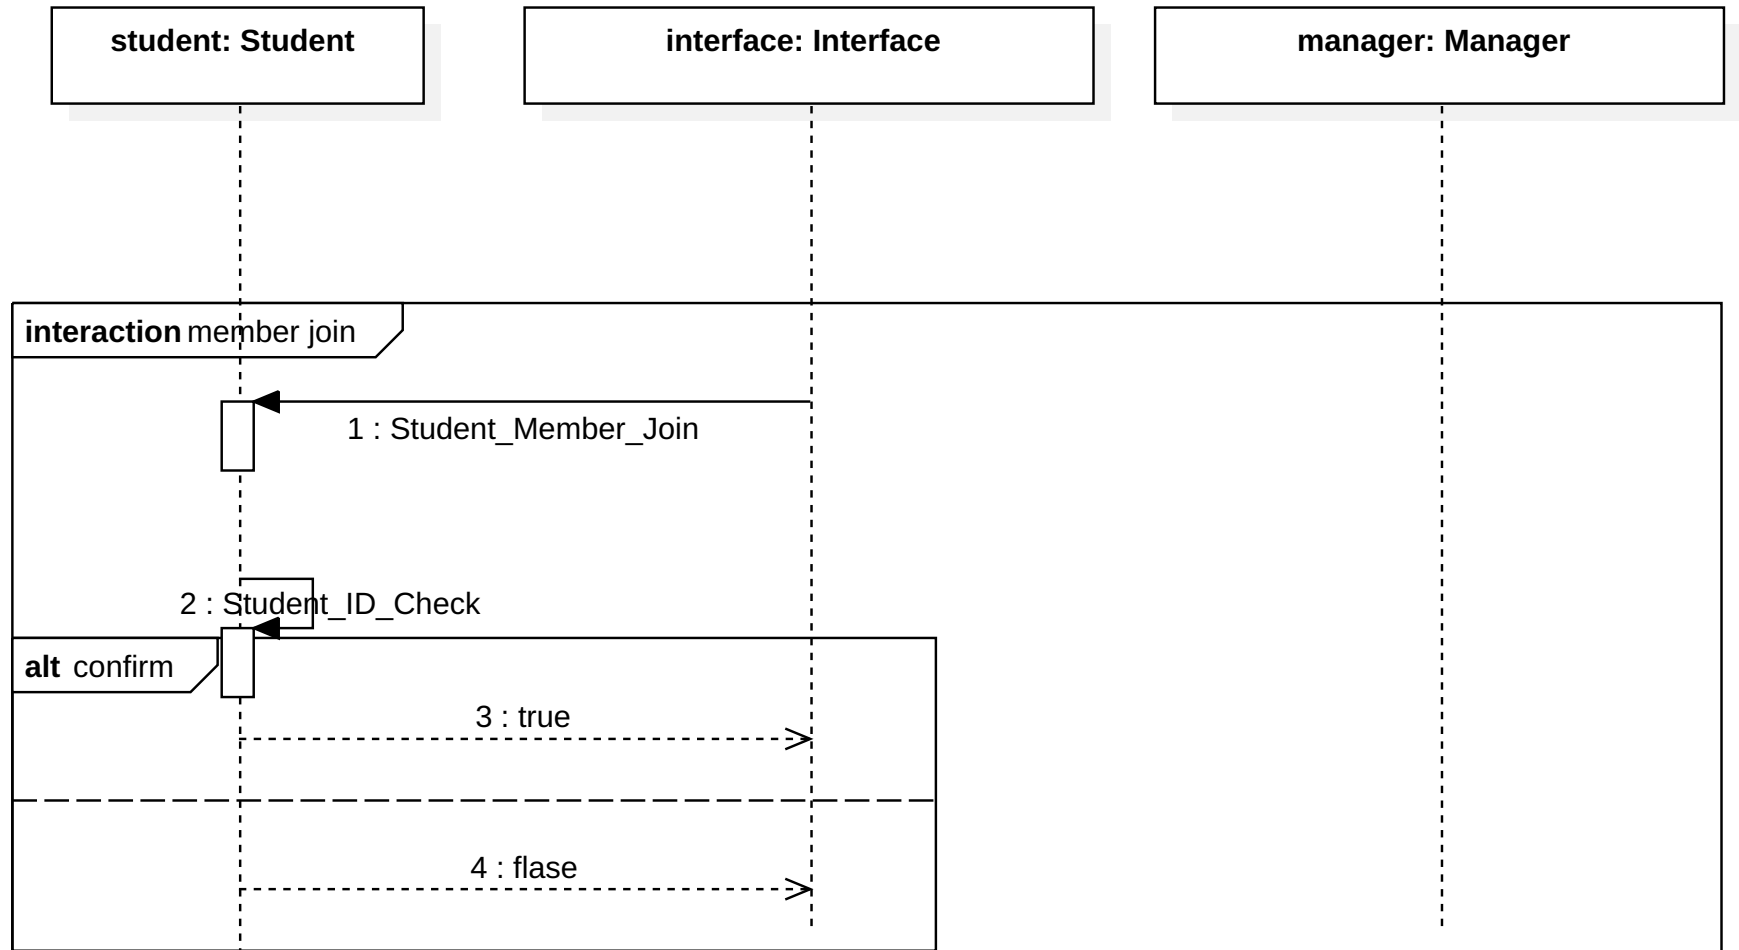 student: Student
interface: Interface
manager: Manager
interaction member join
1 : Student_Member_Join
2 : Student_ID_Check
alt confirm
3 : true
4 : flase